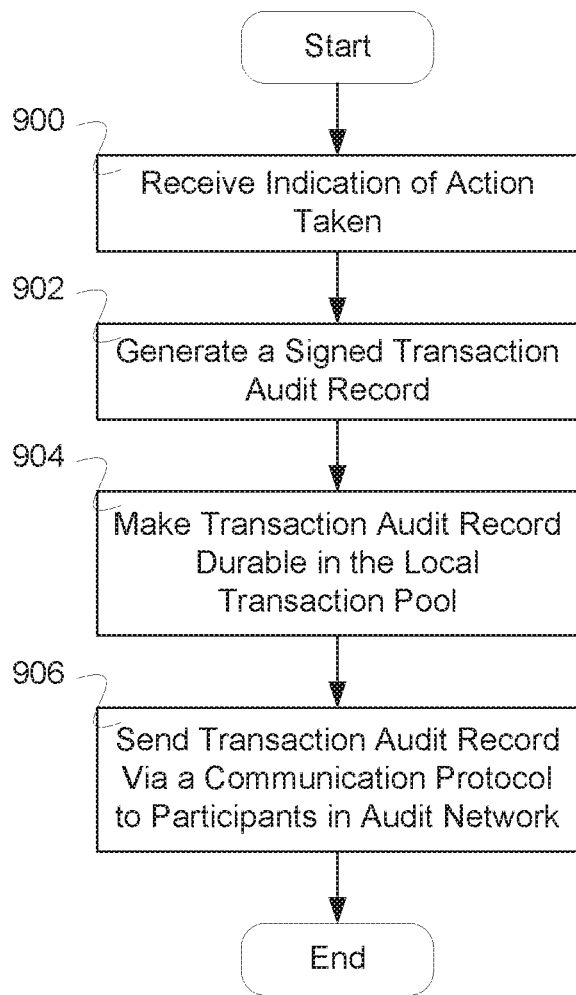 Start
900
Receive Indication of Action
Taken
902
Generate a Signed Transaction
Audit Record
904
Make Transaction Audit Record
Durable in the Local
Transaction Pool
906
Send Transaction Audit Record
Via a Communication Protocol
to Participants in Audit Network
End